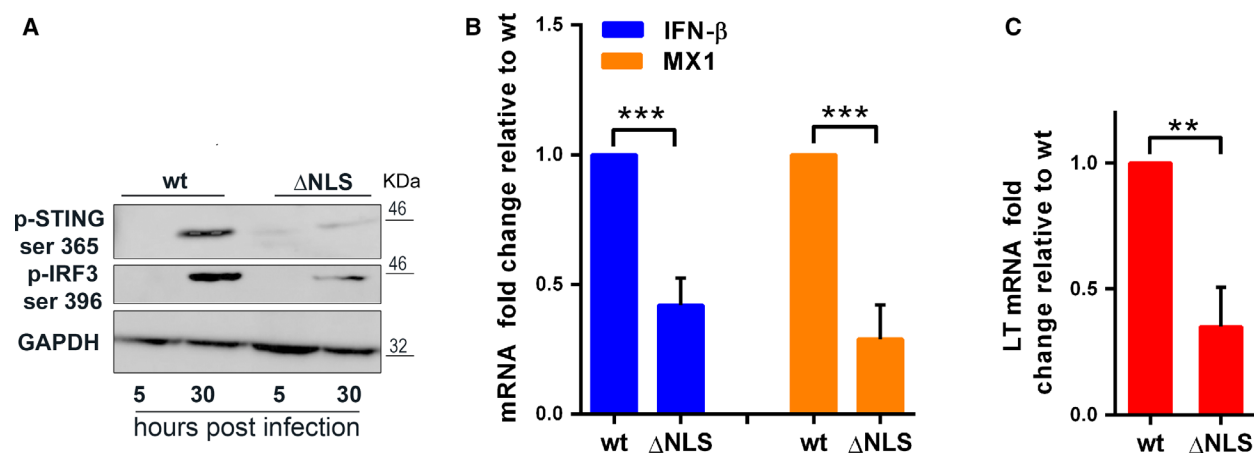 A
wt ΔNLS KDa
p-STING
ser 365
46
p-IRF3
ser 396
46
GAPDH
32
5 30 5 30
hours post infection
B
mRNA fold change relative to wt
1.5
1.0
0.5
0.0
IFN-β
MX1
***
***
wt ΔNLS wt ΔNLS
C
LT mRNA fold
change relative to wt
1.0
0.5
0.0
**
wt ΔNLS